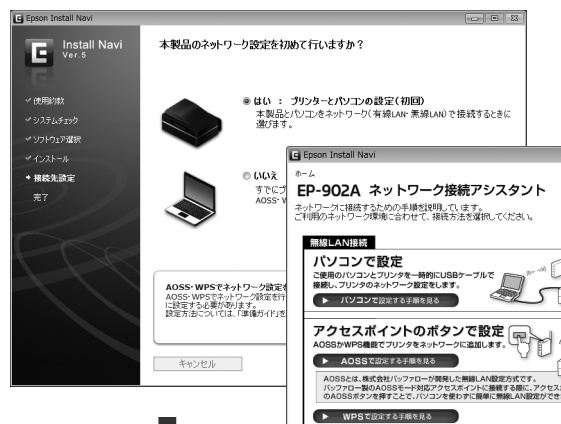 Epson Install Navi
Install Navi
Ver.5
使用約款
システムチェック
ソフトウェア選択
インストール
接続先設定
完了
本製品のネットワーク設定を初めて行いますか？
はい ： プリンターとパソコンの設定(初回)
本製品とパソコンをネットワーク(有線LAN・無線LAN)で接続するときに
選びます。
いいえ
すでにプ
AOSS・W
AOSS・WPSでネットワーク設定を
AOSS・WPSでネットワーク設定を行
に設定する必要があります。
設定方法については、『準備ガイド』を
キャンセル
Epson Install Navi
ホーム
EP-902A ネットワーク接続アシスタント
ネットワークに接続するための手順を説明しています。
ご利用のネットワーク環境に合わせて、接続方法を選択してください。
無線LAN接続
パソコンで設定
ご使用のパソコンとプリンタを一時的にUSBケーブルで
接続し、プリンタのネットワーク設定をします。
パソコンで設定する手順を見る
アクセスポイントのボタンで設定
AOSSかWPS機能でプリンタをネットワークに追加します。
AOSSで設定する手順を見る
AOSSとは、株式会社バッファローが開発した無線LAN設定方式です。
バッファロー製のAOSSモード対応アクセスポイントに接続する際に、アクセス
のAOSSボタンを押すことで、パソコンを使わずに簡単に無線LAN設定ができ
WPSで設定する手順を見る